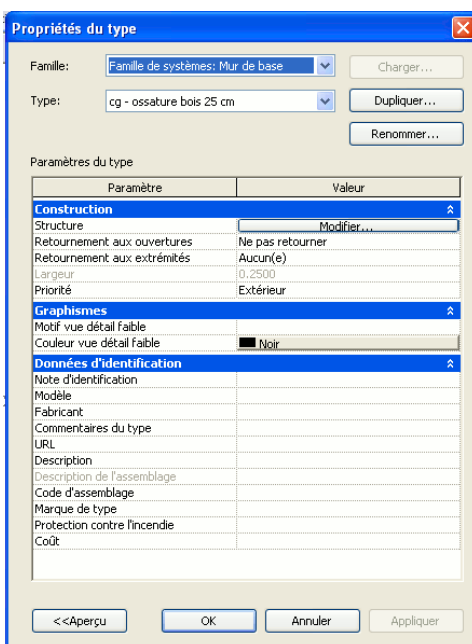 Propriétés du type
Famille: Famille de systèmes: Mur de base Charger...
Type: cg - ossature bois 25 cm Dupliquer...
Renommer...
Paramètres du type
Paramètre Valeur
Construction
Structure Modifier...
Retournement aux ouvertures Ne pas retourner
Retournement aux extrémités Aucun(e)
Largeur 0.2500
Priorité Extérieur
Graphismes
Motif vue détail faible
Couleur vue détail faible Noir
Données d'identification
Note d'identification
Modèle
Fabricant
Commentaires du type
URL
Description
Description de l'assemblage
Code d'assemblage
Marque de type
Protection contre l'incendie
Coût
<<Aperçu OK Annuler Appliquer